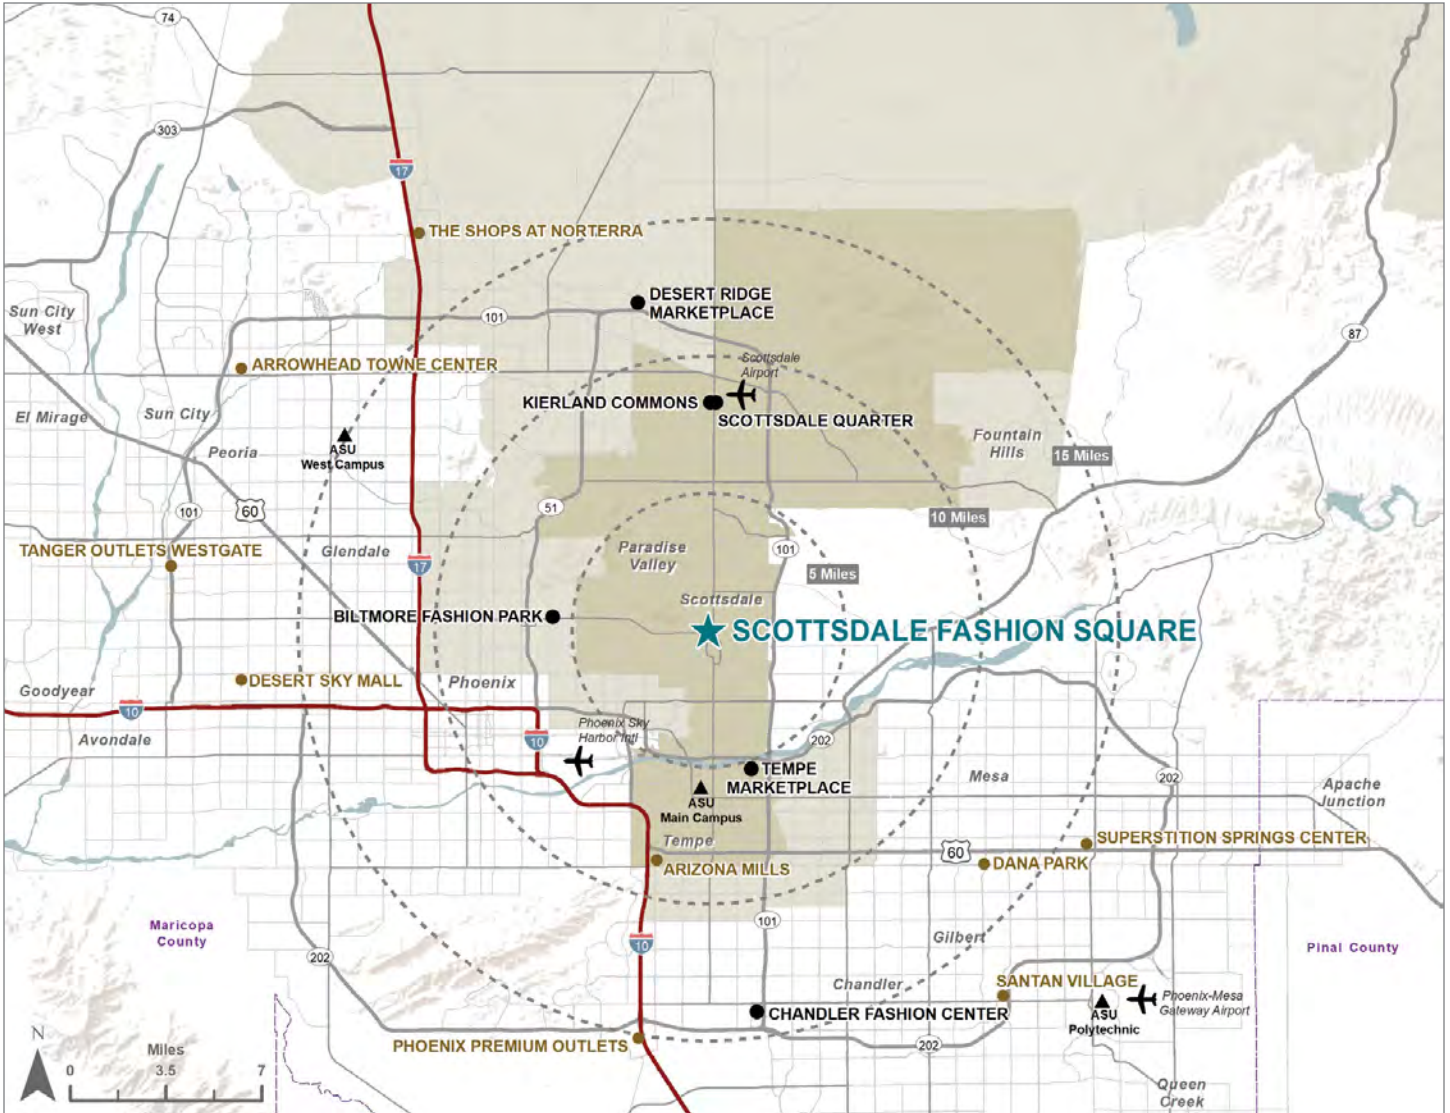 74
303
17
THE SHOPS AT NORTERRA
DESERT RIDGE
MARKETPLACE
101
Sun City
West
87
ARROWHEAD TOWNE CENTER
Scottsdale
Airport
KIERLAND COMMONS
SCOTTSDALE QUARTER
El Mirage
Sun City
Peoria
ASU
West Campus
Fountain
Hills
15 Miles
101
60
51
10 Miles
TANGER OUTLETS WESTGATE
Glendale
17
Paradise
Valley
101
5 Miles
Scottsdale
BILTMORE FASHION PARK
SCOTTSDALE FASHION SQUARE
Goodyear
DESERT SKY MALL
Phoenix
10
Avondale
10
Phoenix Sky
Harbor Intl
202
TEMPE
MARKETPLACE
Mesa
202
Apache
Junction
ASU
Main Campus
Tempe
60
SUPERSTITION SPRINGS CENTER
ARIZONA MILLS
DANA PARK
Maricopa
County
101
10
Gilbert
Pinal County
202
Chandler
SANTAN VILLAGE
CHANDLER FASHION CENTER
ASU
Polytechnic
Phoenix-Mesa
Gateway Airport
PHOENIX PREMIUM OUTLETS
202
N
Miles
0 3.5 7
Queen
Creek